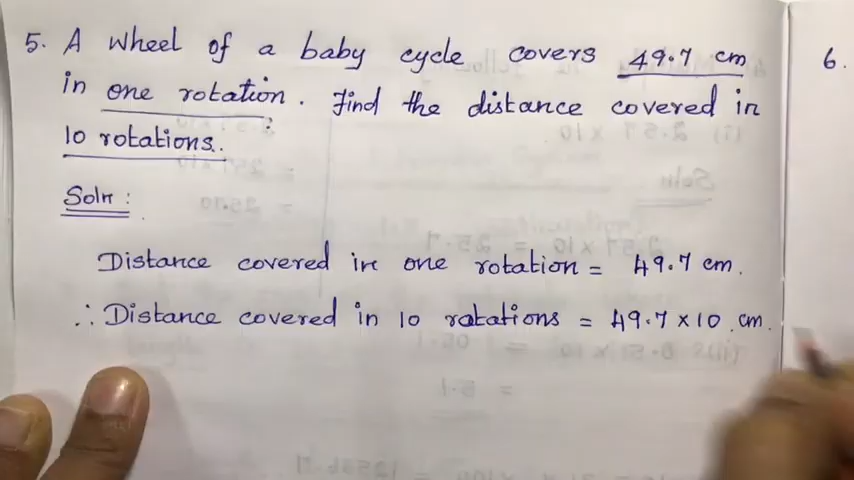 5. A wheel of a baby cycle covers 49.7 cm
in one rotation. Find the distance covered in
10 rotations.
Soln :
Distance covered in one rotation = 49.7 cm.
∴ Distance covered in 10 rotations = 49.7 × 10 cm.
6.